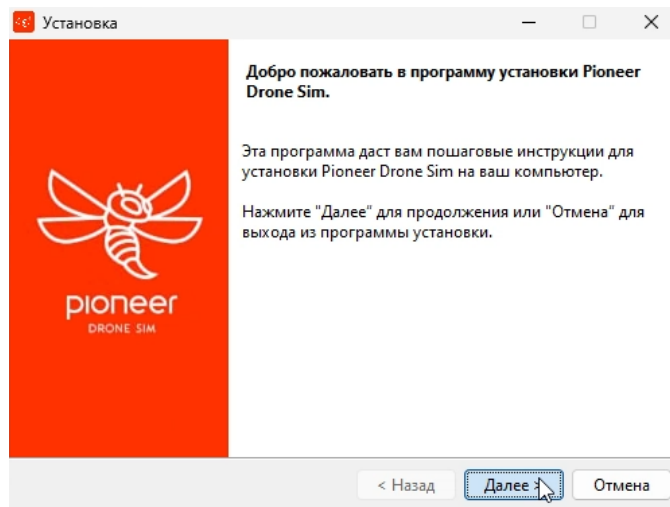 Установка
Добро пожаловать в программу установки Pioneer
Drone Sim.
Эта программа даст вам пошаговые инструкции для
установки Pioneer Drone Sim на ваш компьютер.
Нажмите "Далее" для продолжения или "Отмена" для
выхода из программы установки.
pioneer
DRONE SIM
< Назад
Далее >
Отмена